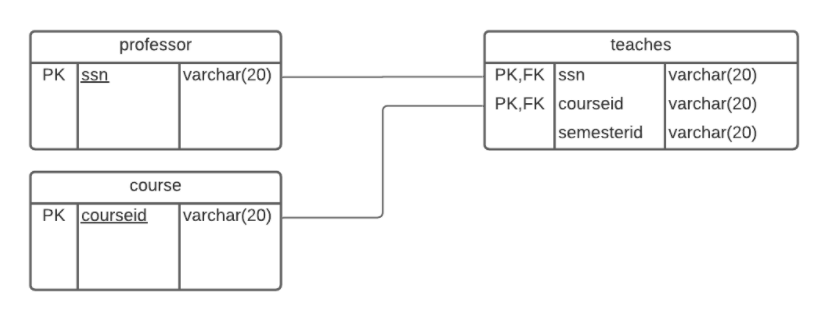 professor
PK ssn varchar(20)
teaches
PK,FK ssn varchar(20)
PK,FK courseid varchar(20)
semesterid varchar(20)
course
PK courseid varchar(20)